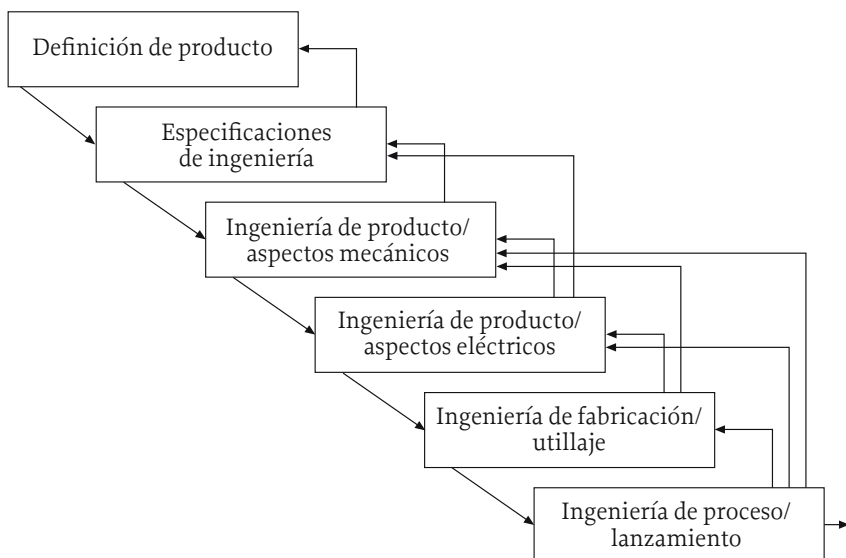 Definición de producto
Especificaciones
de ingeniería
Ingeniería de producto/
aspectos mecánicos
Ingeniería de producto/
aspectos eléctricos
Ingeniería de fabricación/
utillaje
Ingeniería de proceso/
lanzamiento